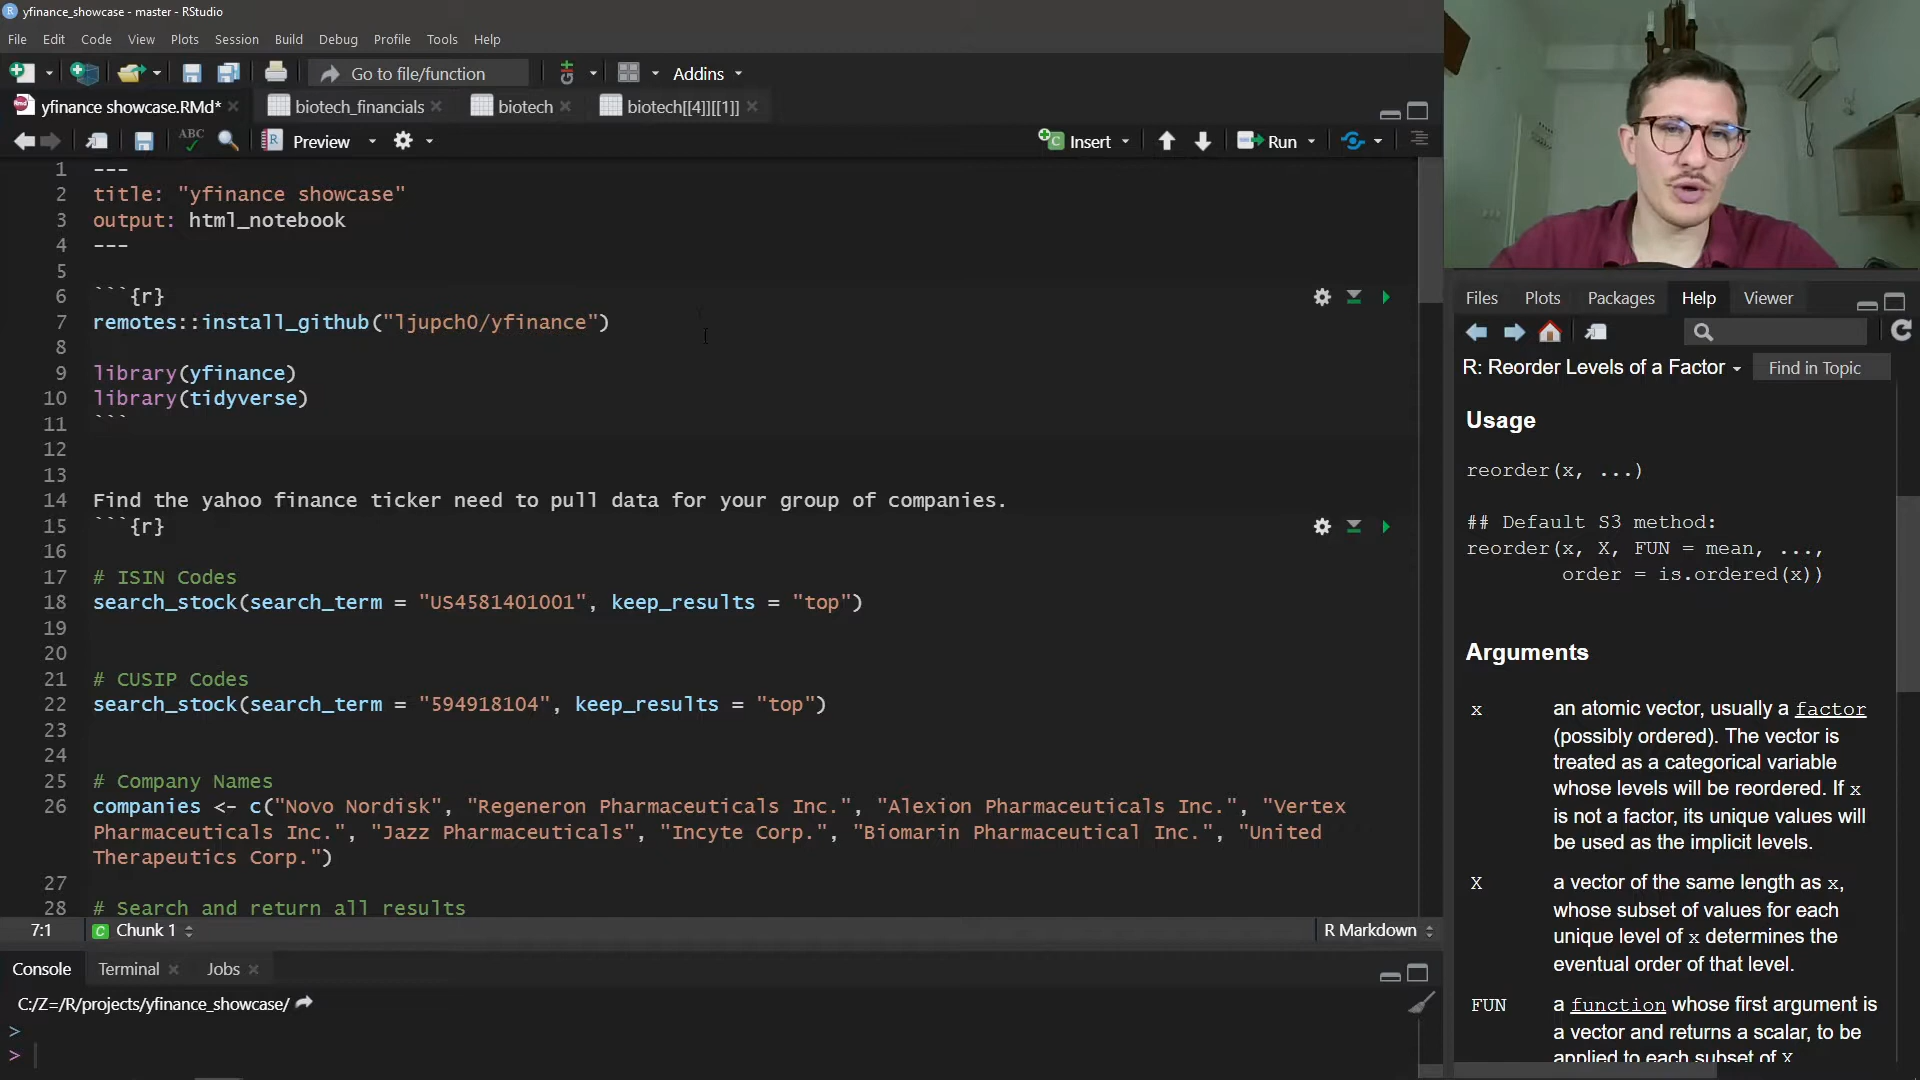 yfinance_showcase - master - RStudio
File Edit Code View Plots Session Build Debug Profile Tools Help
Go to file/function Addins
yfinance showcase.RMd* biotech_financials biotech biotech[[4]][[1]]
ABC Preview Insert Run
1 ---
2 title: "yfinance showcase"
3 output: html_notebook
4 ---
5
6 ```{r}
7 remotes::install_github("ljupch0/yfinance")
8
9 library(yfinance)
10 library(tidyverse)
11 ```
12
13
14 Find the yahoo finance ticker need to pull data for your group of companies.
15 ```{r}
16
17 # ISIN Codes
18 search_stock(search_term = "US4581401001", keep_results = "top")
19
20
21 # CUSIP Codes
22 search_stock(search_term = "594918104", keep_results = "top")
23
24
25 # Company Names
26 companies <- c("Novo Nordisk", "Regeneron Pharmaceuticals Inc.", "Alexion Pharmaceuticals Inc.", "Vertex
Pharmaceuticals Inc.", "Jazz Pharmaceuticals", "Incyte Corp.", "Biomarin Pharmaceutical Inc.", "United
Therapeutics Corp.")
27
28 # Search and return all results
7:1 C Chunk 1 R Markdown
Console Terminal Jobs
C:/Z=/R/projects/yfinance_showcase/
>
>
Files Plots Packages Help Viewer
R: Reorder Levels of a Factor Find in Topic
Usage
reorder(x, ...)
## Default S3 method:
reorder(x, X, FUN = mean, ...,
order = is.ordered(x))
Arguments
x an atomic vector, usually a factor
(possibly ordered). The vector is
treated as a categorical variable
whose levels will be reordered. If x
is not a factor, its unique values will
be used as the implicit levels.
X a vector of the same length as x,
whose subset of values for each
unique level of x determines the
eventual order of that level.
FUN a function whose first argument is
a vector and returns a scalar, to be
applied to each subset of X